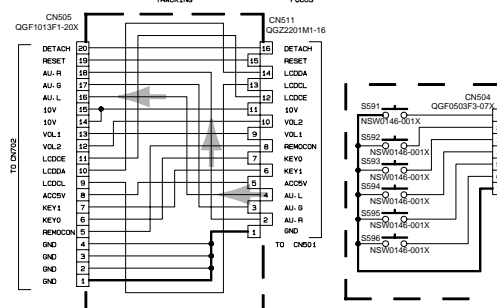 TRACKING
FOCUS
CN505
QGF1013F1-20X
CN511
QGZ2201M1-16
TO CN702
DETACH 20
RESET 19
AU.R 18
AU.G 17
AU.L 16
10V 15
10V 14
VOL1 13
VOL2 12
LCDCE 11
LCDDA 10
LCDCL 9
ACC5V 8
KEY1 7
KEY0 6
REMOCON 5
GND 4
GND 3
GND 2
GND 1
16 DETACH
15 RESET
14 LCDDA
13 LCDCL
12 LCDCE
11 10V
10 VOL2
9 VOL1
8 REMOCON
7 KEY0
6 KEY1
5 ACC5V
4 AU.L
3 AU.G
2 AU.R
1 GND
TO CN501
CN504
QGF0503F3-07X
S591
NSW0146-001X
S592
NSW0146-001X
S593
NSW0146-001X
S594
NSW0146-001X
S595
NSW0146-001X
S596
NSW0146-001X